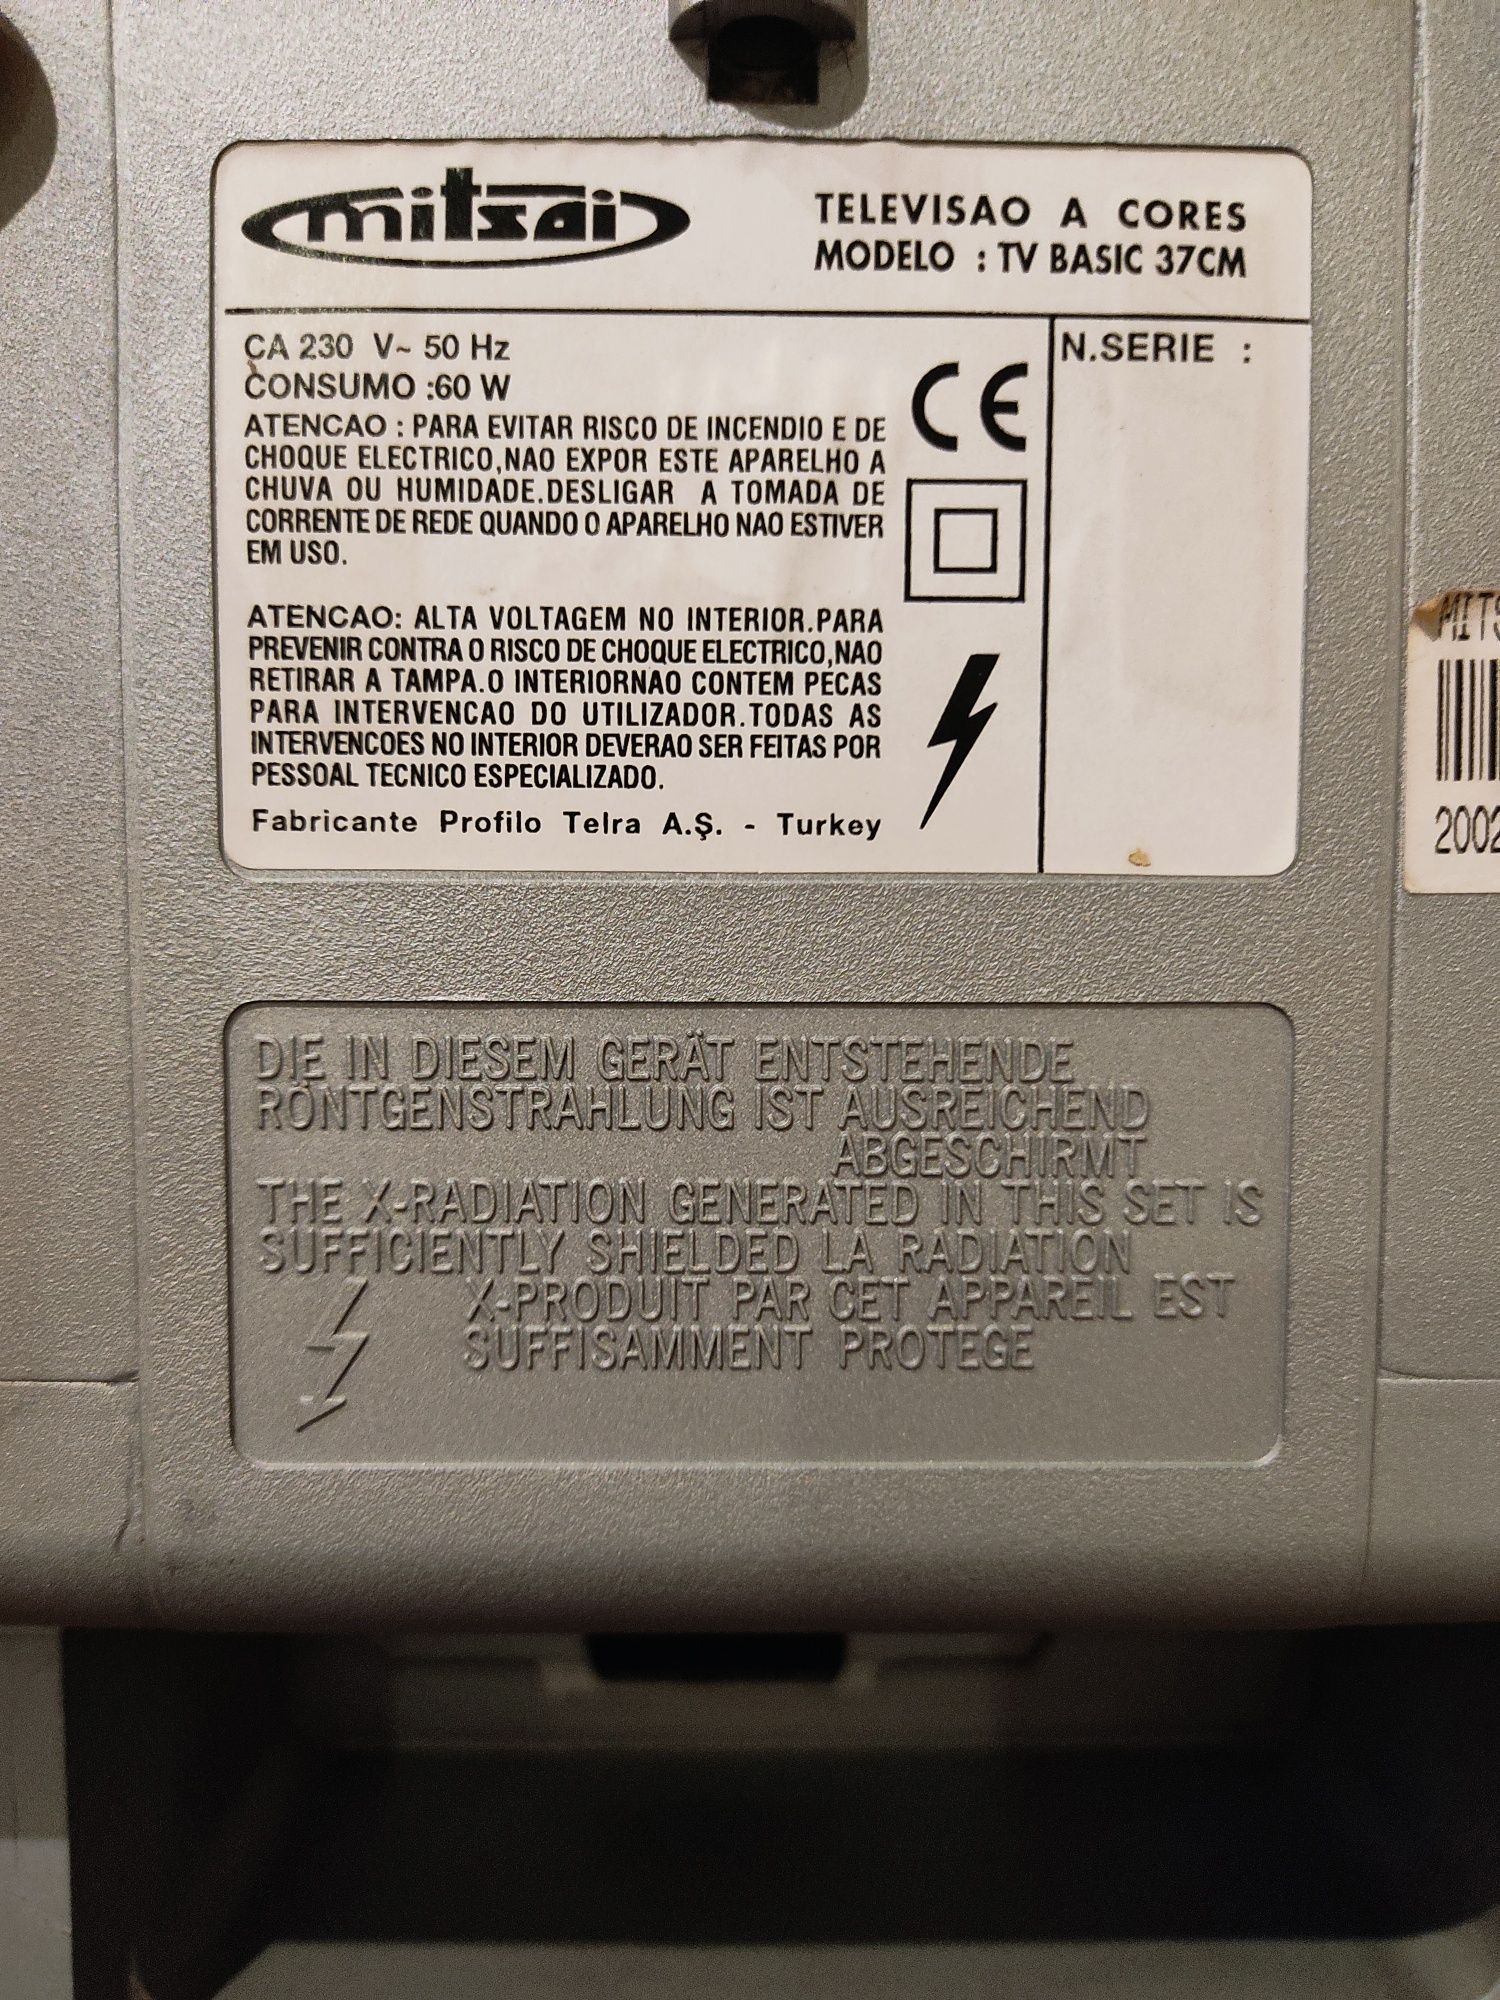 mitsai
TELEVISAO A CORES
MODELO : TV BASIC 37CM
CA 230 V~ 50 Hz
CONSUMO :60 W
ATENCAO : PARA EVITAR RISCO DE INCENDIO E DE
CHOQUE ELECTRICO,NAO EXPOR ESTE APARELHO A
CHUVA OU HUMIDADE.DESLIGAR A TOMADA DE
CORRENTE DE REDE QUANDO O APARELHO NAO ESTIVER
EM USO.
ATENCAO: ALTA VOLTAGEM NO INTERIOR.PARA
PREVENIR CONTRA O RISCO DE CHOQUE ELECTRICO,NAO
RETIRAR A TAMPA.O INTERIORNAO CONTEM PECAS
PARA INTERVENCAO DO UTILIZADOR.TODAS AS
INTERVENCOES NO INTERIOR DEVERAO SER FEITAS POR
PESSOAL TECNICO ESPECIALIZADO.
Fabricante Profilo Telra A.Ş. - Turkey
CE
N.SERIE :
MITS
2002
DIE IN DIESEM GERÄT ENTSTEHENDE
RÖNTGENSTRAHLUNG IST AUSREICHEND
ABGESCHIRMT
THE X-RADIATION GENERATED IN THIS SET IS
SUFFICIENTLY SHIELDED LA RADIATION
X-PRODUIT PAR CET APPAREIL EST
SUFFISAMMENT PROTEGE